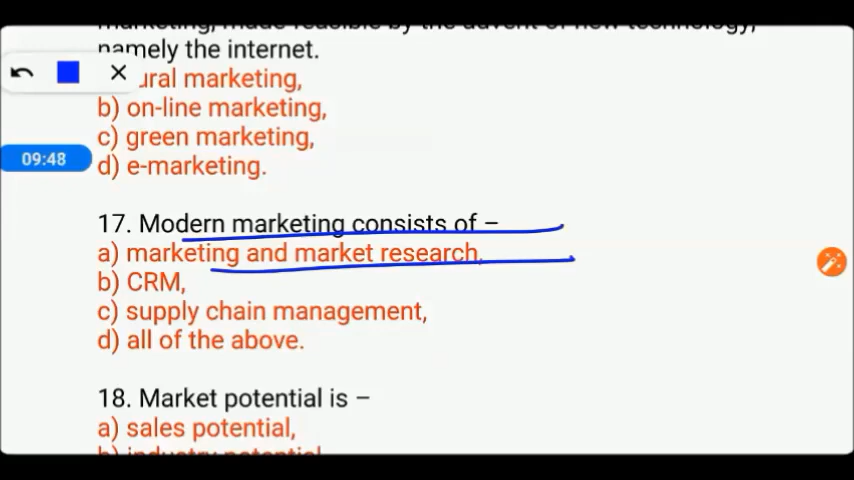 namely the internet.
rural marketing,
b) on-line marketing,
c) green marketing,
09:48
d) e-marketing.
17. Modern marketing consists of –
a) marketing and market research,
b) CRM,
c) supply chain management,
d) all of the above.
18. Market potential is –
a) sales potential,